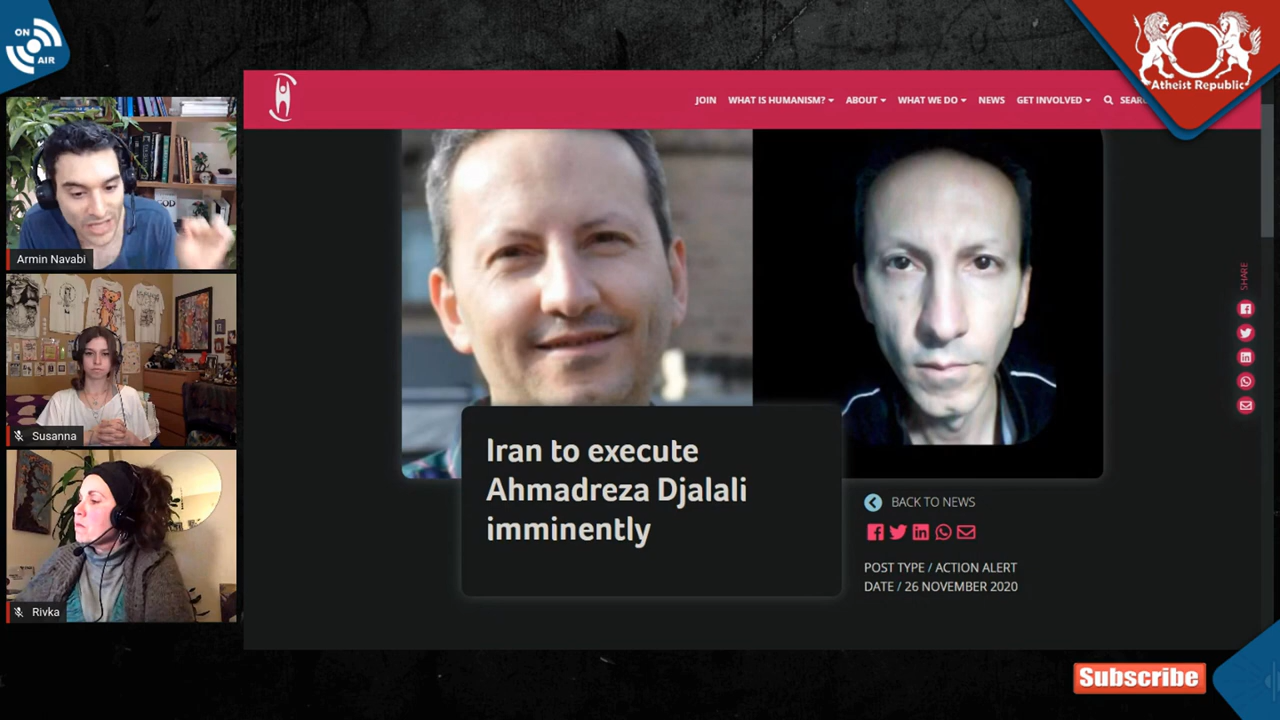 ON
AIR
Atheist Republic
JOIN
WHAT IS HUMANISM?
ABOUT
WHAT WE DO
NEWS
GET INVOLVED
SEAR
Armin Navabi
GOD
Susanna
Rivka
SHARE
Iran to execute
Ahmadreza Djalali
imminently
BACK TO NEWS
POST TYPE / ACTION ALERT
DATE / 26 NOVEMBER 2020
Subscribe